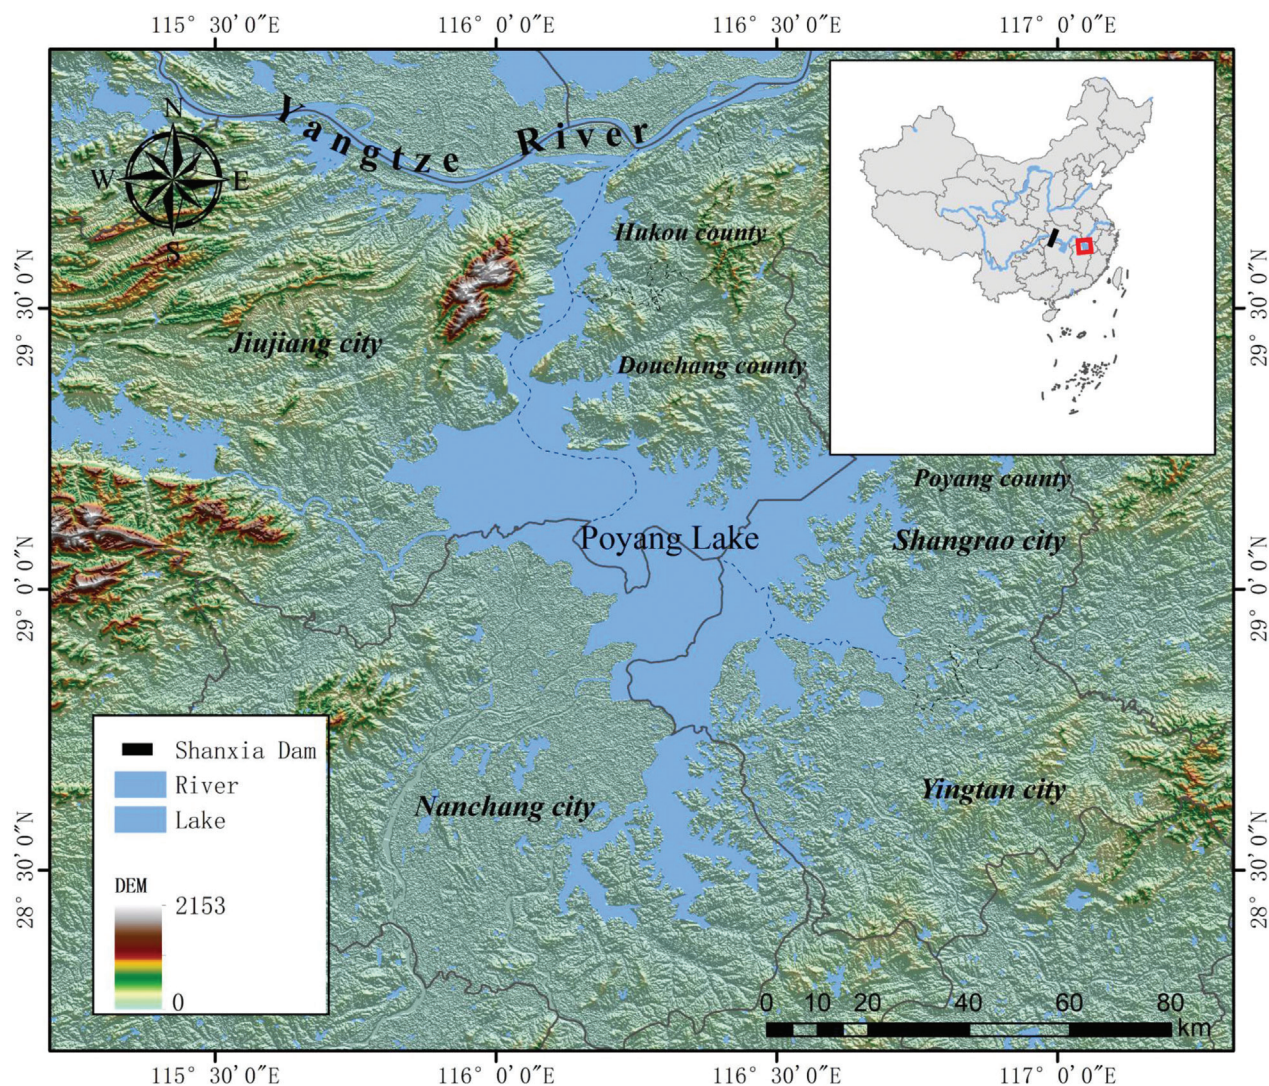 115° 30′0″E
116° 0′0″E
116° 30′0″E
117° 0′0″E
Yangtze River
N
W
E
S
Hukou county
Jiujiang city
Douchang county
Poyang county
Poyang Lake
Shangrao city
Yingtan city
Nanchang city
29° 30′0″N
29° 0′0″N
28° 30′0″N
29° 30′0″N
29° 0′0″N
28° 30′0″N
Shanxia Dam
River
Lake
DEM
2153
0
0 10 20 40 60 80
km
115° 30′0″E
116° 0′0″E
116° 30′0″E
117° 0′0″E